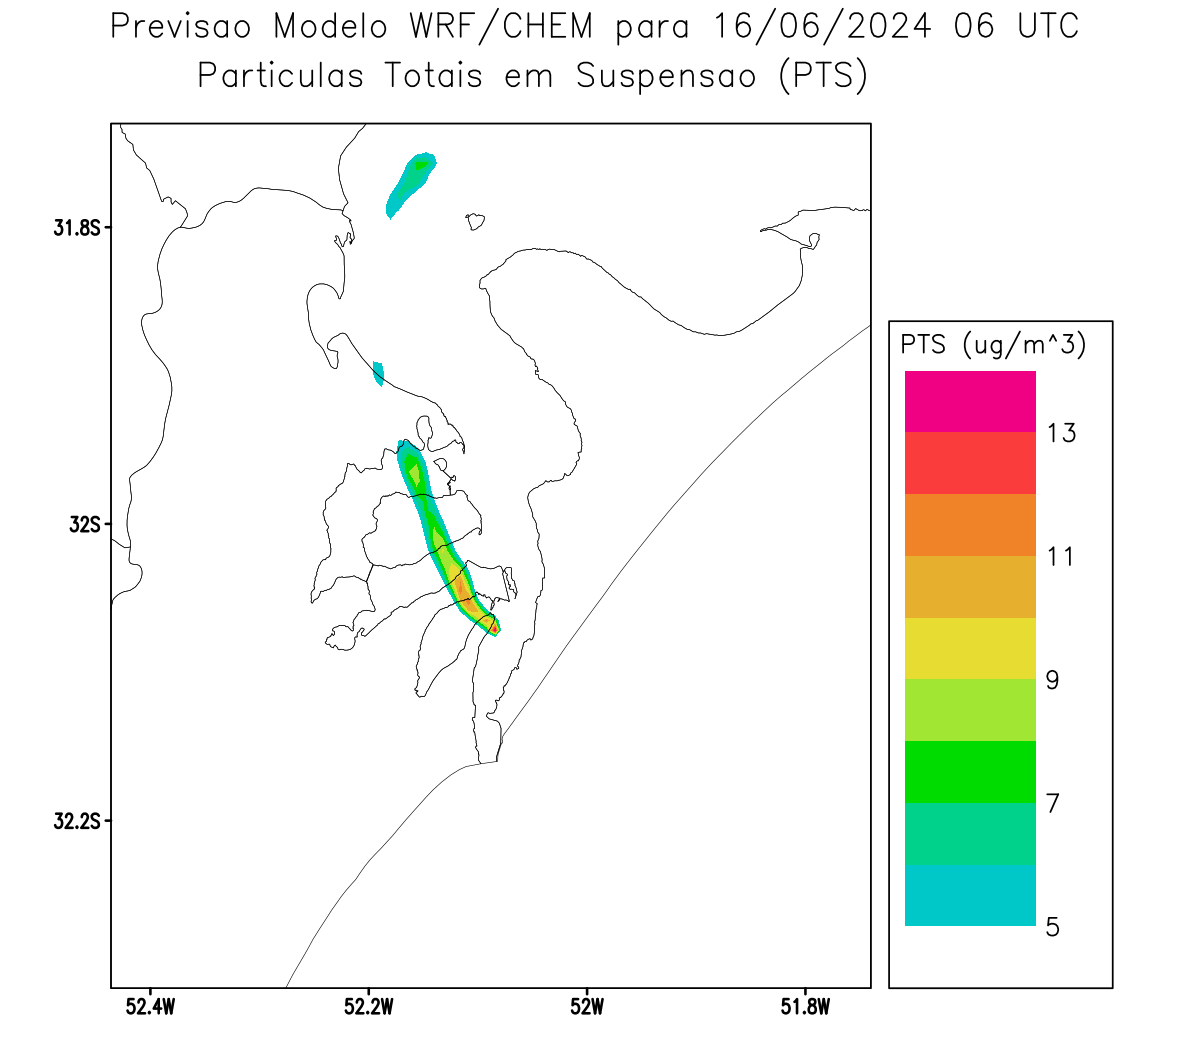 Previsao Modelo WRF/CHEM para 16/06/2024 06 UTC
Particulas Totais em Suspensao (PTS)
31.8S
32S
32.2S
52.4W
52.2W
52W
51.8W
PTS (ug/m^3)
13
11
9
7
5